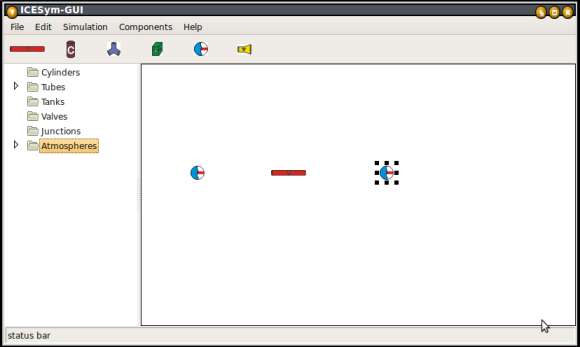 ICESym-GUI
File Edit Simulation Components Help
C
Cylinders
Tubes
Tanks
Valves
Junctions
Atmospheres
status bar